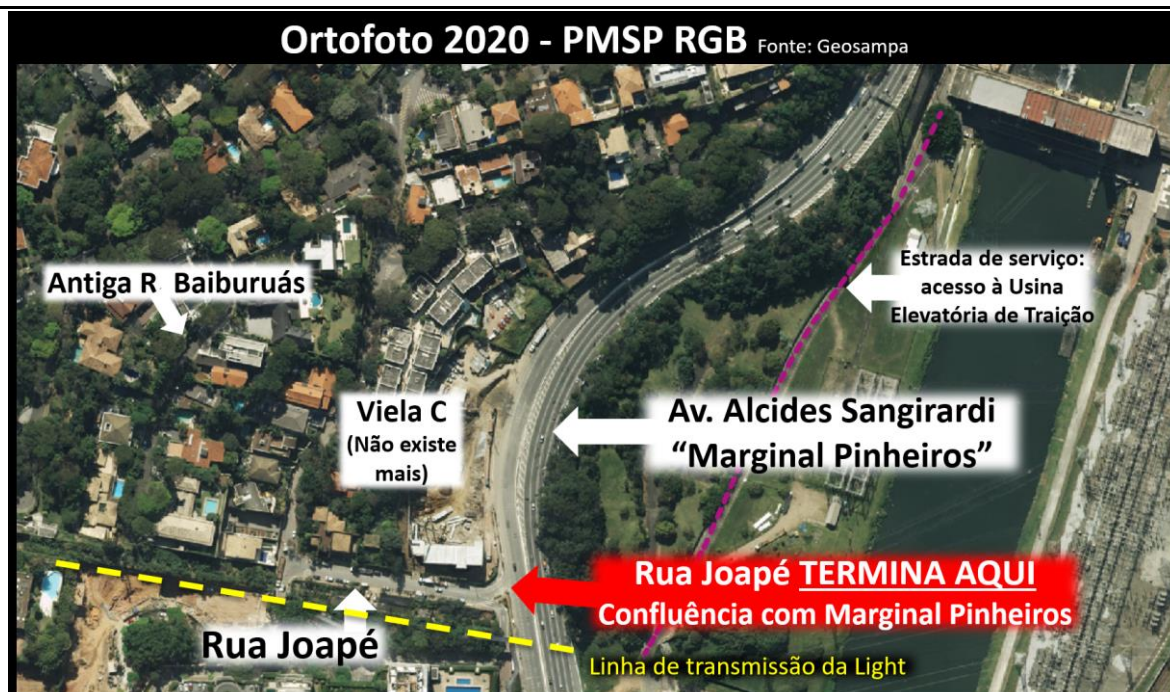 Ortofoto 2020 - PMSP RGB Fonte: Geosampa
Antiga R. Baiburuás
Estrada de serviço:
acesso à Usina
Elevatória de Traição
Viela C
(Não existe
mais)
Av. Alcides Sangirardi
“Marginal Pinheiros”
Rua Joapé TERMINA AQUI
Confluência com Marginal Pinheiros
Rua Joapé
Linha de transmissão da Light